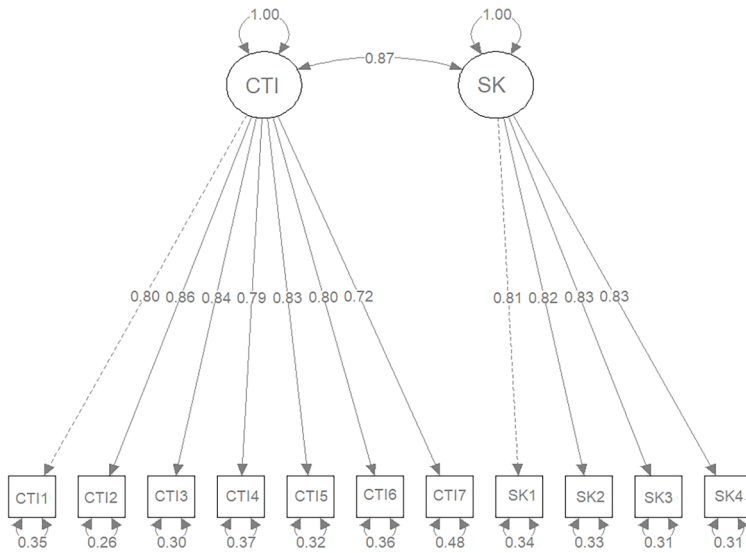 1.00 1.00
0.87
CTI SK
0.80 0.86 0.84 0.79 0.83 0.80 0.72 0.81 0.82 0.83 0.83
CTI1 CTI2 CTI3 CTI4 CTI5 CTI6 CTI7 SK1 SK2 SK3 SK4
0.35 0.26 0.30 0.37 0.32 0.36 0.48 0.34 0.33 0.31 0.31